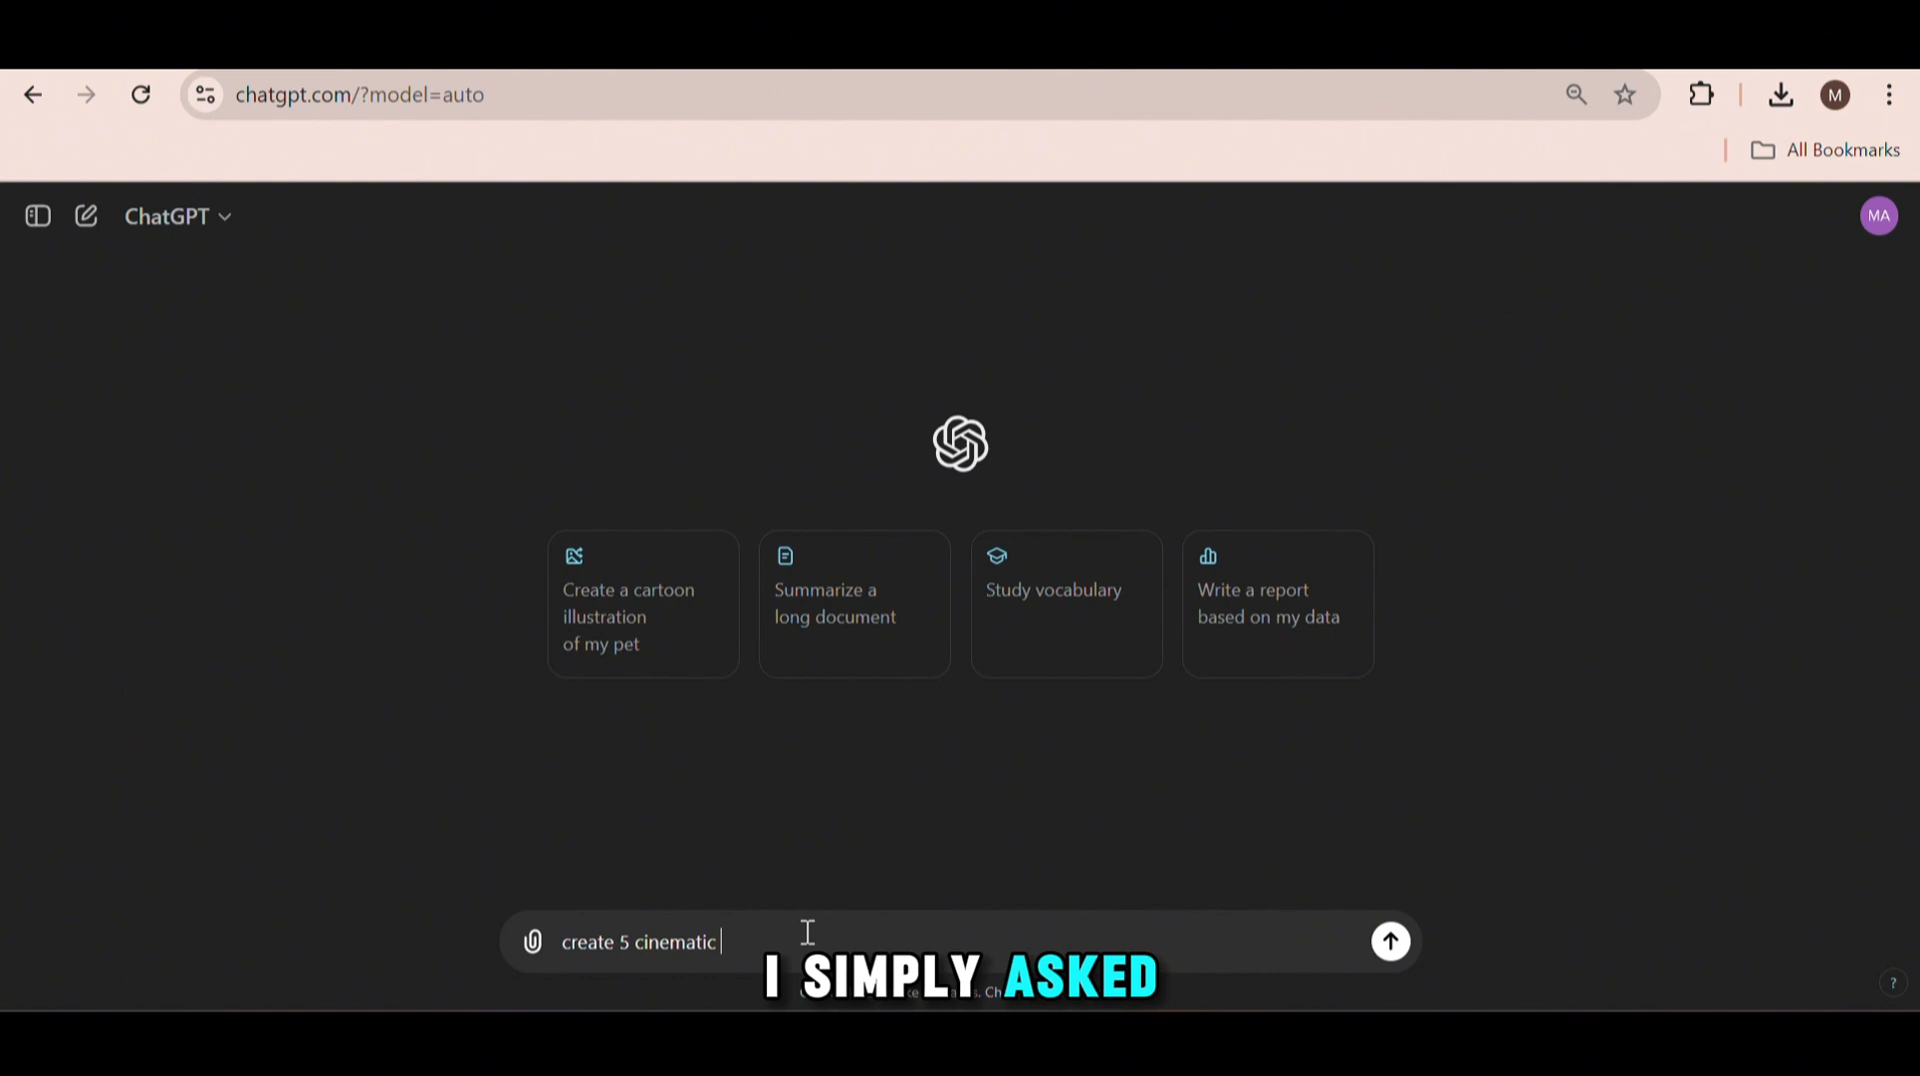 chatgpt.com/?model=auto
M
All Bookmarks
ChatGPT
MA
Create a cartoon
illustration
of my pet
Summarize a
long document
Study vocabulary
Write a report
based on my data
create 5 cinematic
I SIMPLY ASKED
?